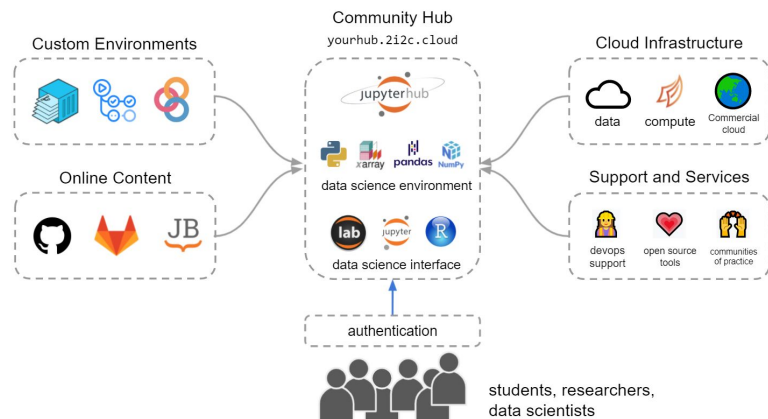 Community Hub
yourhub.2i2c.cloud
Custom Environments
Cloud Infrastructure
jupyterhub
data
compute
Commercial
cloud
xarray
pandas
NumPy
data science environment
Online Content
Support and Services
JB
lab
jupyter
R
data science interface
devops
support
open source
tools
communities
of practice
authentication
students, researchers,
data scientists